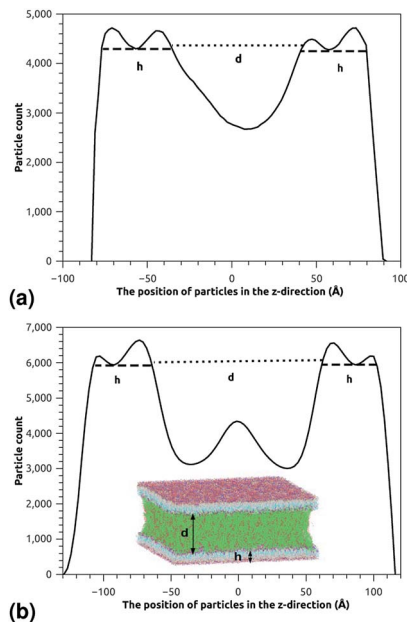 5,000
4,000
3,000
2,000
1,000
0
Particle count
h
d
h
−100
−50
0
50
100
The position of particles in the z-direction (Å)
(a)
7,000
6,000
5,000
4,000
3,000
2,000
1,000
0
Particle count
h
d
h
d
h
−100
−50
0
50
100
The position of particles in the z-direction (Å)
(b)